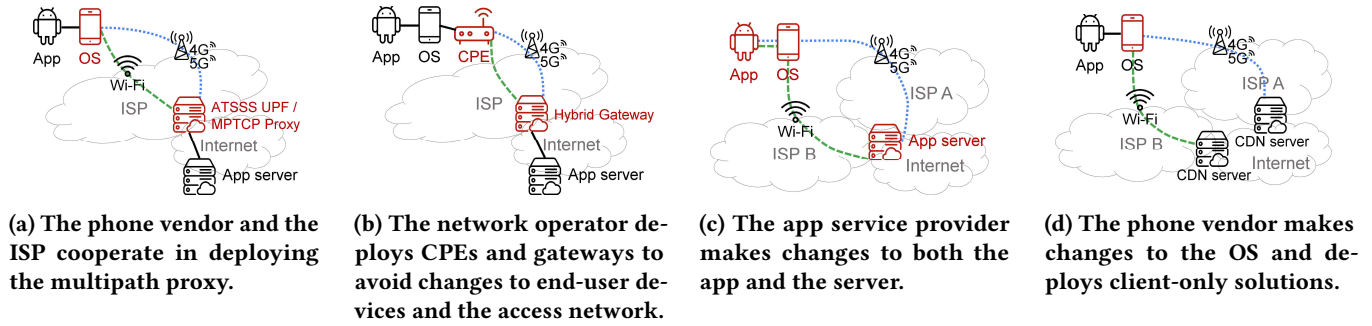 App
OS
4G
5G
Wi-Fi
ISP
ATSSS UPF /
MPTCP Proxy
Internet
App server
(a) The phone vendor and the
ISP cooperate in deploying
the multipath proxy.
App
OS
CPE
4G
5G
ISP
Hybrid Gateway
Internet
App server
(b) The network operator de-
ploys CPEs and gateways to
avoid changes to end-user de-
vices and the access network.
App
OS
4G
5G
ISP A
Wi-Fi
App server
ISP B
Internet
(c) The app service provider
makes changes to both the
app and the server.
App
OS
4G
5G
ISP A
Wi-Fi
CDN server
ISP B
Internet
CDN server
(d) The phone vendor makes
changes to the OS and de-
ploys client-only solutions.